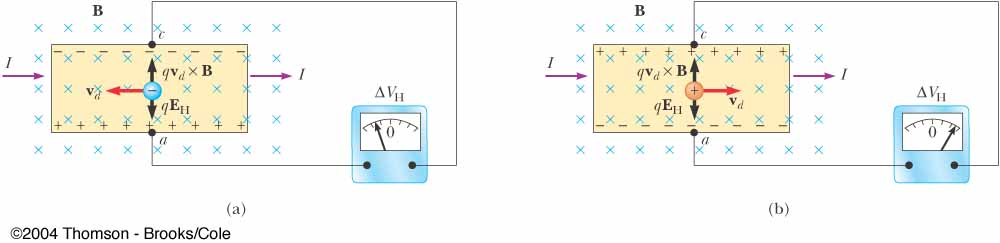 B
c
I
qv_d × B
v_d
I
qE_H
a
ΔV_H
0
(a)
B
c
I
qv_d × B
I
v_d
qE_H
a
ΔV_H
0
(b)
©2004 Thomson - Brooks/Cole